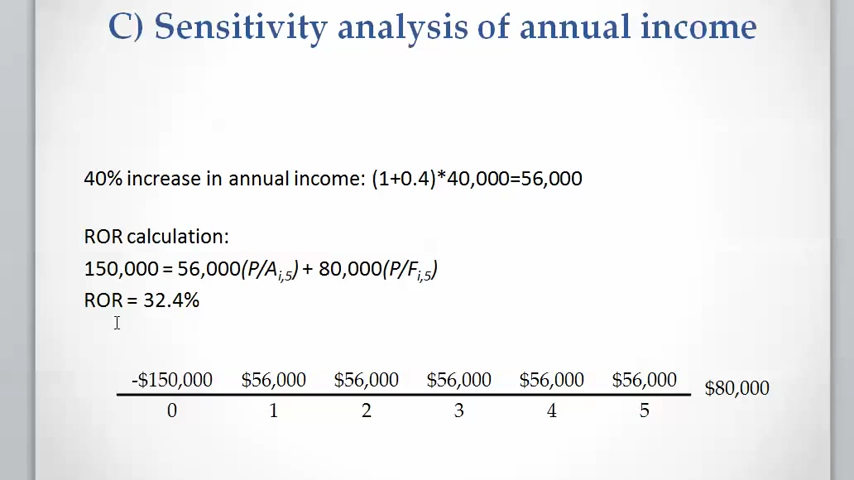 C) Sensitivity analysis of annual income
40% increase in annual income: (1+0.4)*40,000=56,000
ROR calculation:
150,000 = 56,000(P/Ai,5) + 80,000(P/Fi,5)
ROR = 32.4%
-$150,000 $56,000 $56,000 $56,000 $56,000 $56,000 $80,000
0 1 2 3 4 5